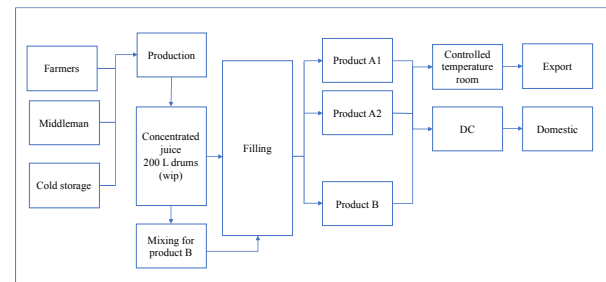 Farmers
Middleman
Cold storage
Production
Concentrated
juice
200 L drums
(wip)
Mixing for
product B
Filling
Product A1
Product A2
Product B
Controlled
temperature
room
DC
Export
Domestic